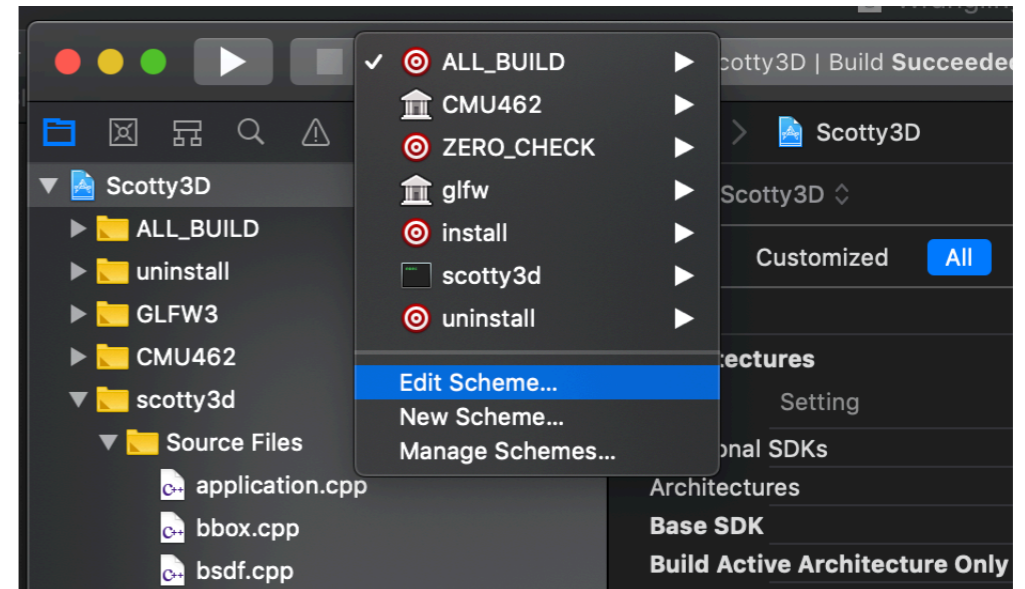 ALL_BUILD
CMU462
ZERO_CHECK
glfw
install
scotty3d
uninstall
Edit Scheme...
New Scheme...
Manage Schemes...
cotty3D | Build Succeeded
Scotty3D
Scotty3D
ALL_BUILD
uninstall
GLFW3
CMU462
scotty3d
Source Files
application.cpp
bbox.cpp
bsdf.cpp
Scotty3D
Customized All
ectures
Setting
onal SDKs
Architectures
Base SDK
Build Active Architecture Only